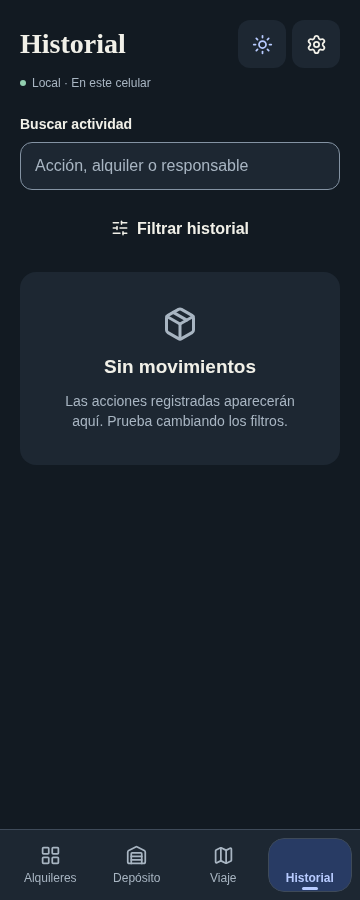 Historial
Local · En este celular
Buscar actividad
Acción, alquiler o responsable
Filtrar historial
Sin movimientos
Las acciones registradas aparecerán
aquí. Prueba cambiando los filtros.
Alquileres
Depósito
Viaje
Historial